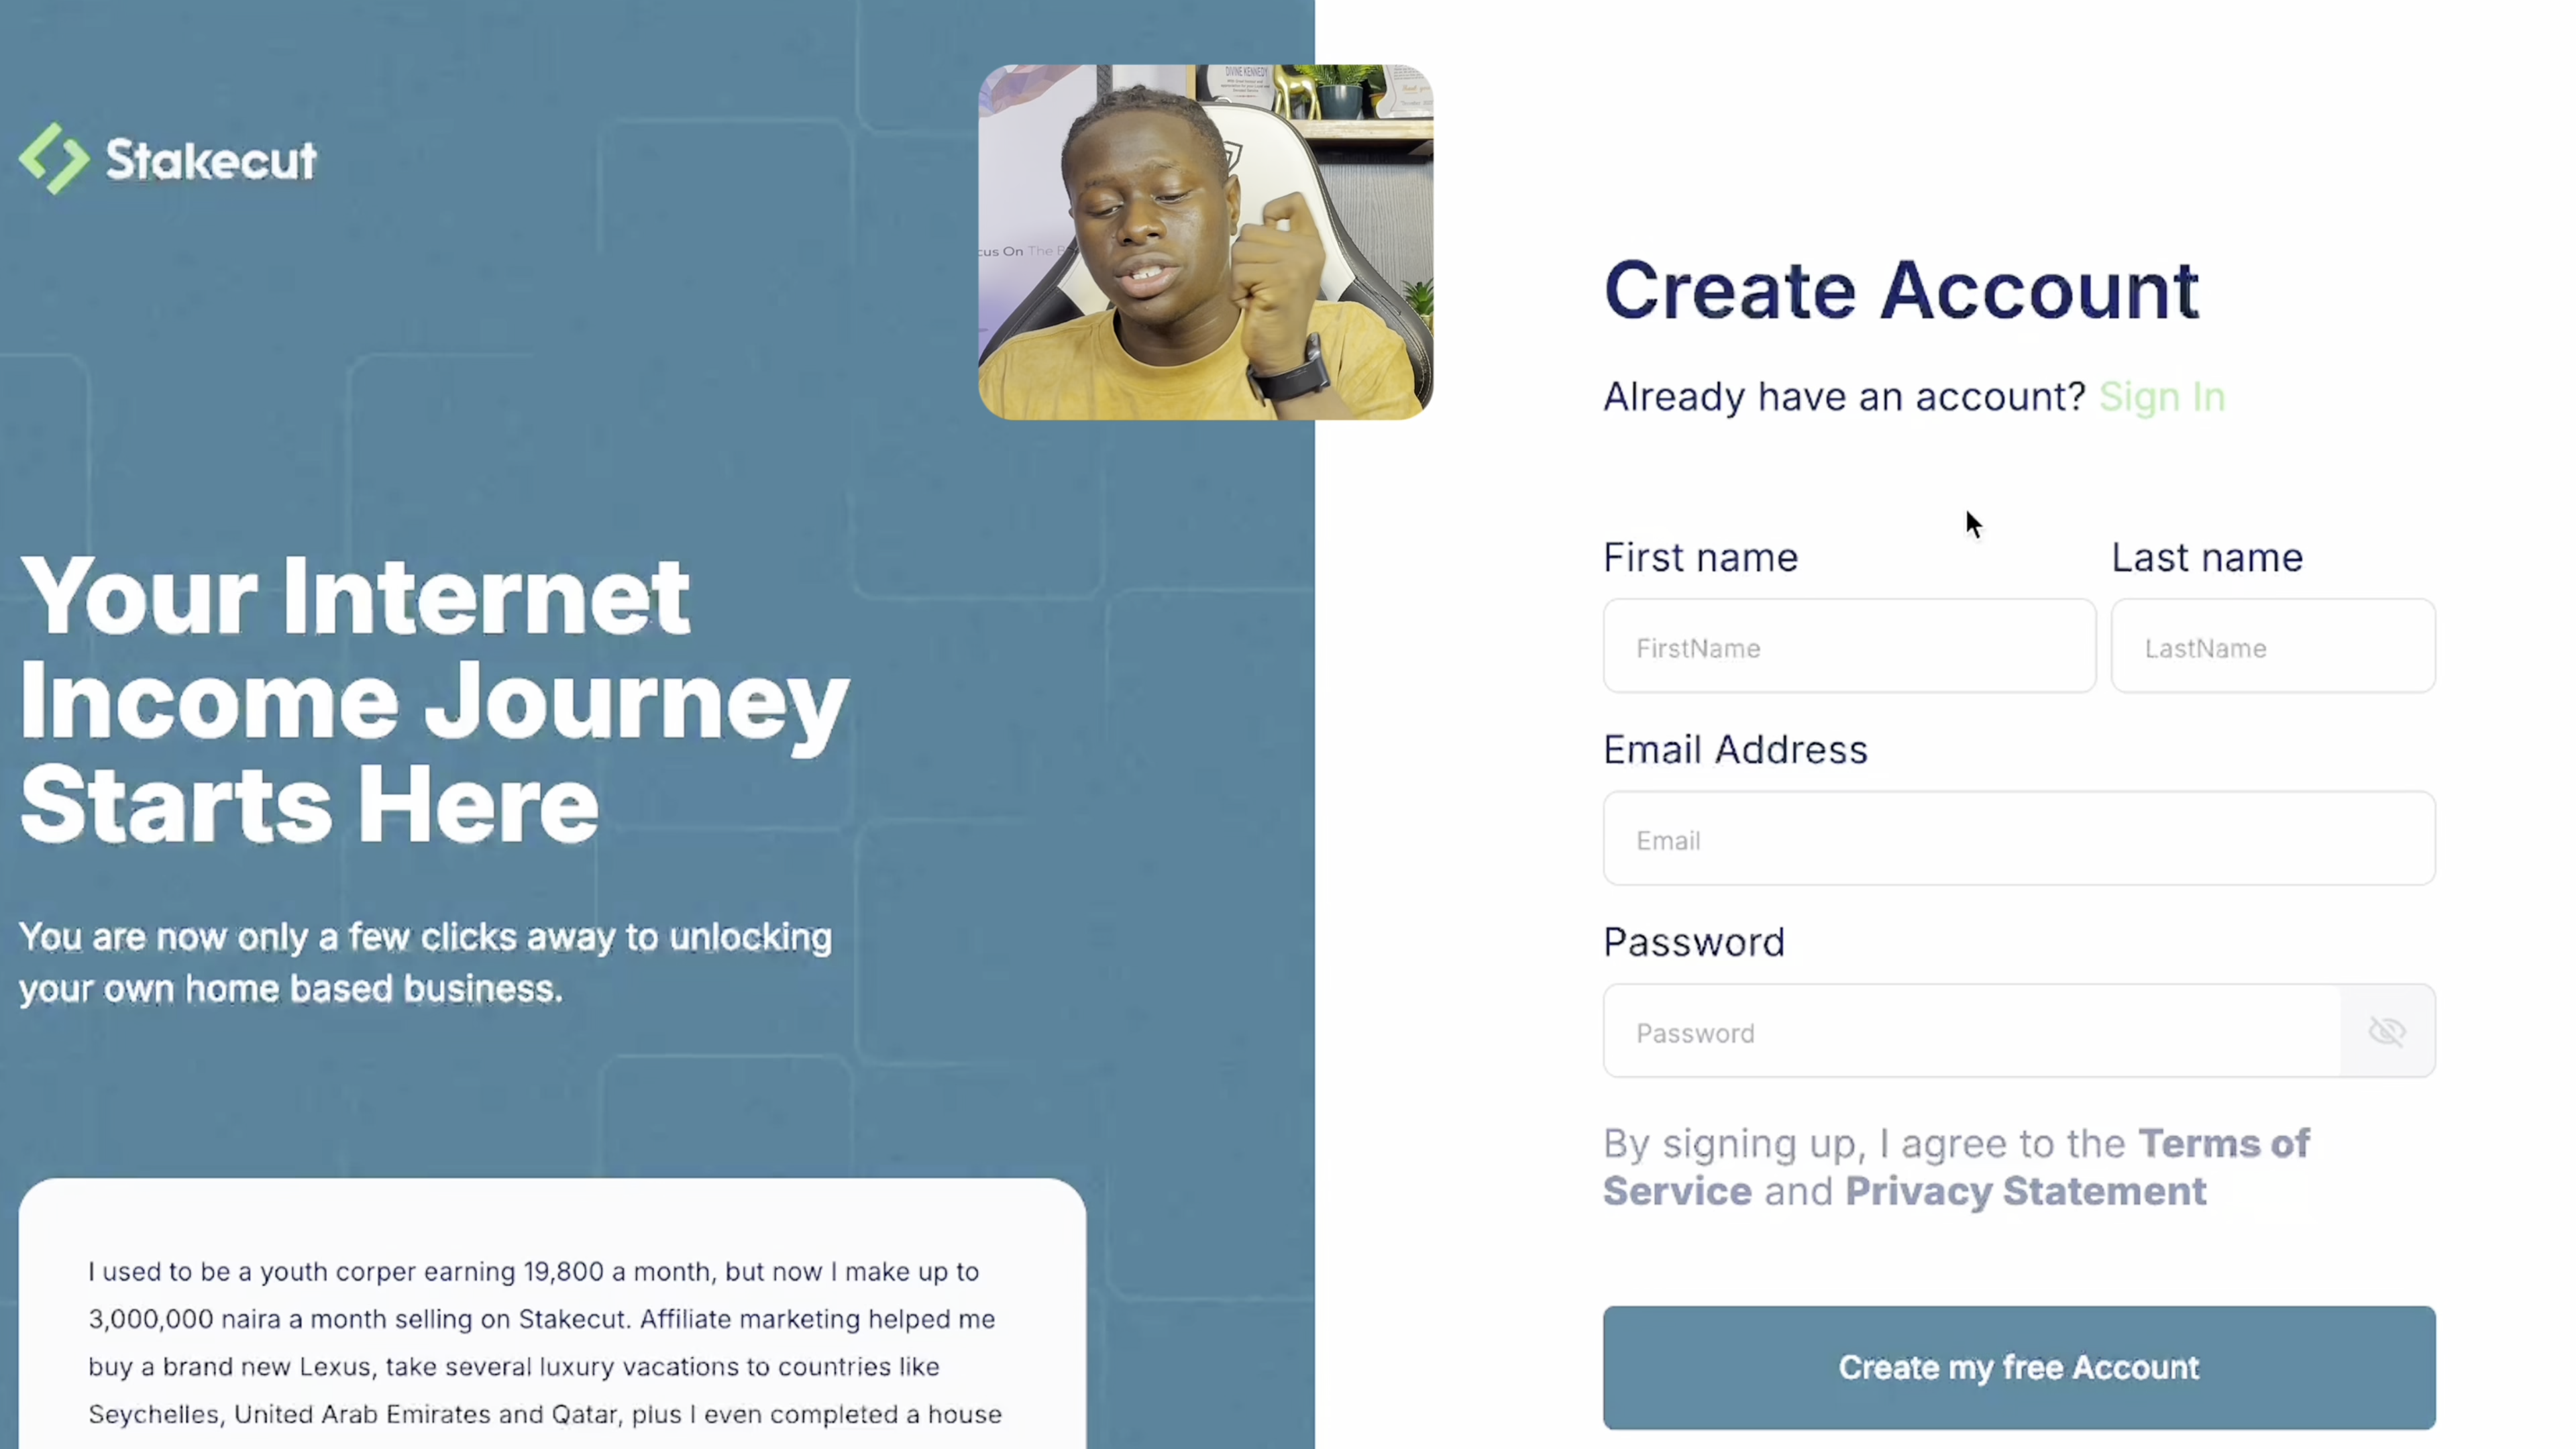 Stakecut
DIVINE KENNEDY
cus On The
Create Account
Already have an account? Sign In
Your Internet
Income Journey
Starts Here
You are now only a few clicks away to unlocking
your own home based business.
I used to be a youth corper earning 19,800 a month, but now I make up to
3,000,000 naira a month selling on Stakecut. Affiliate marketing helped me
buy a brand new Lexus, take several luxury vacations to countries like
Seychelles, United Arab Emirates and Qatar, plus I even completed a house
First name Last name
FirstName LastName
Email Address
Email
Password
Password
By signing up, I agree to the Terms of
Service and Privacy Statement
Create my free Account